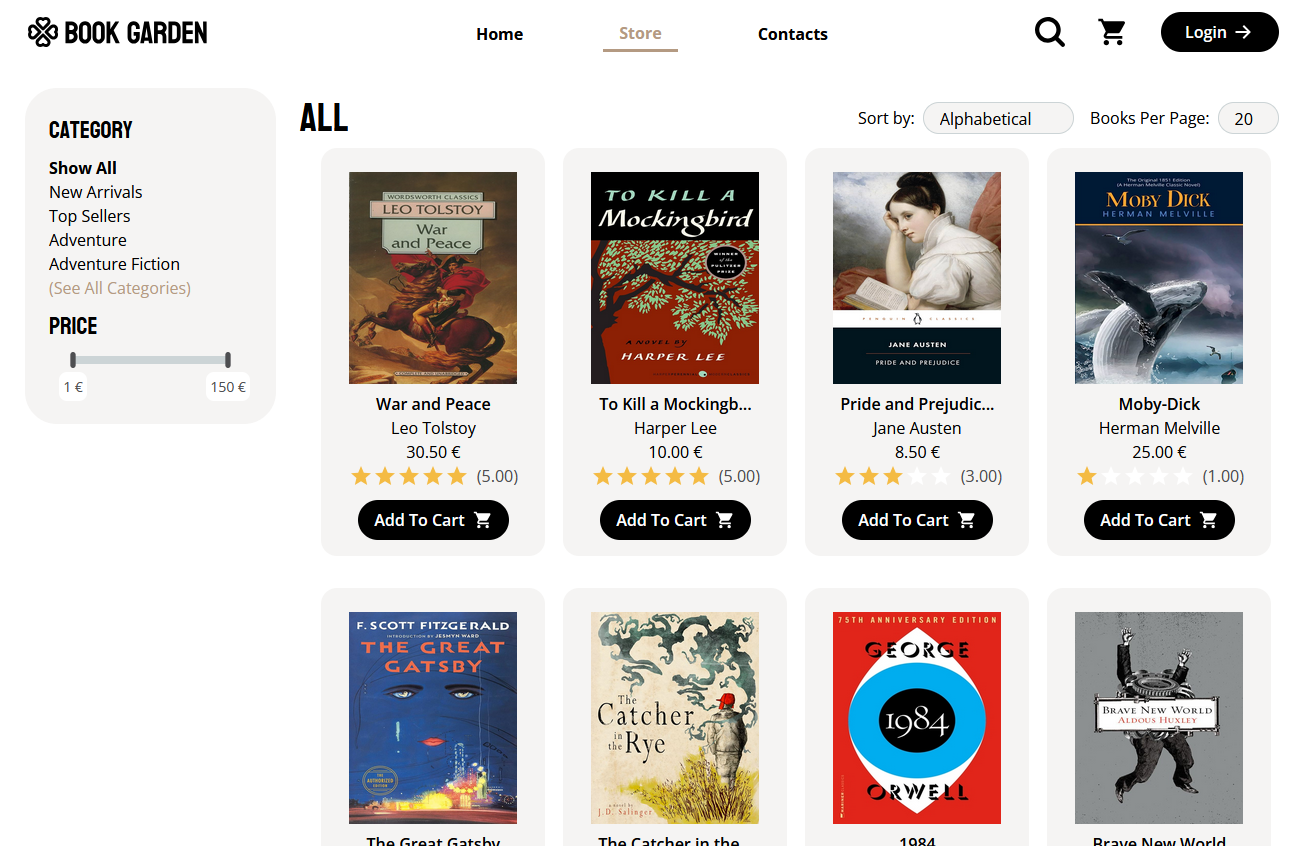 BOOK GARDEN
Home
Store
Contacts
Login
CATEGORY
Show All
New Arrivals
Top Sellers
Adventure
Adventure Fiction
(See All Categories)
PRICE
1 €
150 €
ALL
Sort by:
Alphabetical
Books Per Page:
20
WORDSWORTH CLASSICS
LEO TOLSTOY
War
and Peace
COMPLETE AND UNABRIDGED
War and Peace
Leo Tolstoy
30.50 €
(5.00)
Add To Cart
TO KILL A
Mockingbird
WINNER
of the
PULITZER
PRIZE
A NOVEL BY
HARPER LEE
To Kill a Mockingb...
Harper Lee
10.00 €
(5.00)
Add To Cart
PENGUIN CLASSICS
JANE AUSTEN
PRIDE AND PREJUDICE
Pride and Prejudic...
Jane Austen
8.50 €
(3.00)
Add To Cart
The Original 1851 Edition
(A Herman Melville Classic Novel)
MOBY DICK
HERMAN MELVILLE
Moby-Dick
Herman Melville
25.00 €
(1.00)
Add To Cart
F. SCOTT FITZGERALD
INTRODUCTION BY JESMYN WARD
THE GREAT
GATSBY
THE
AUTHORIZED
EDITION
The Great Gatsby
The
Catcher
in the
Rye
a novel by
J.D. Salinger
The Catcher in the...
75TH ANNIVERSARY EDITION
GEORGE
1984
ORWELL
1984
BRAVE NEW WORLD
ALDOUS HUXLEY
Brave New World